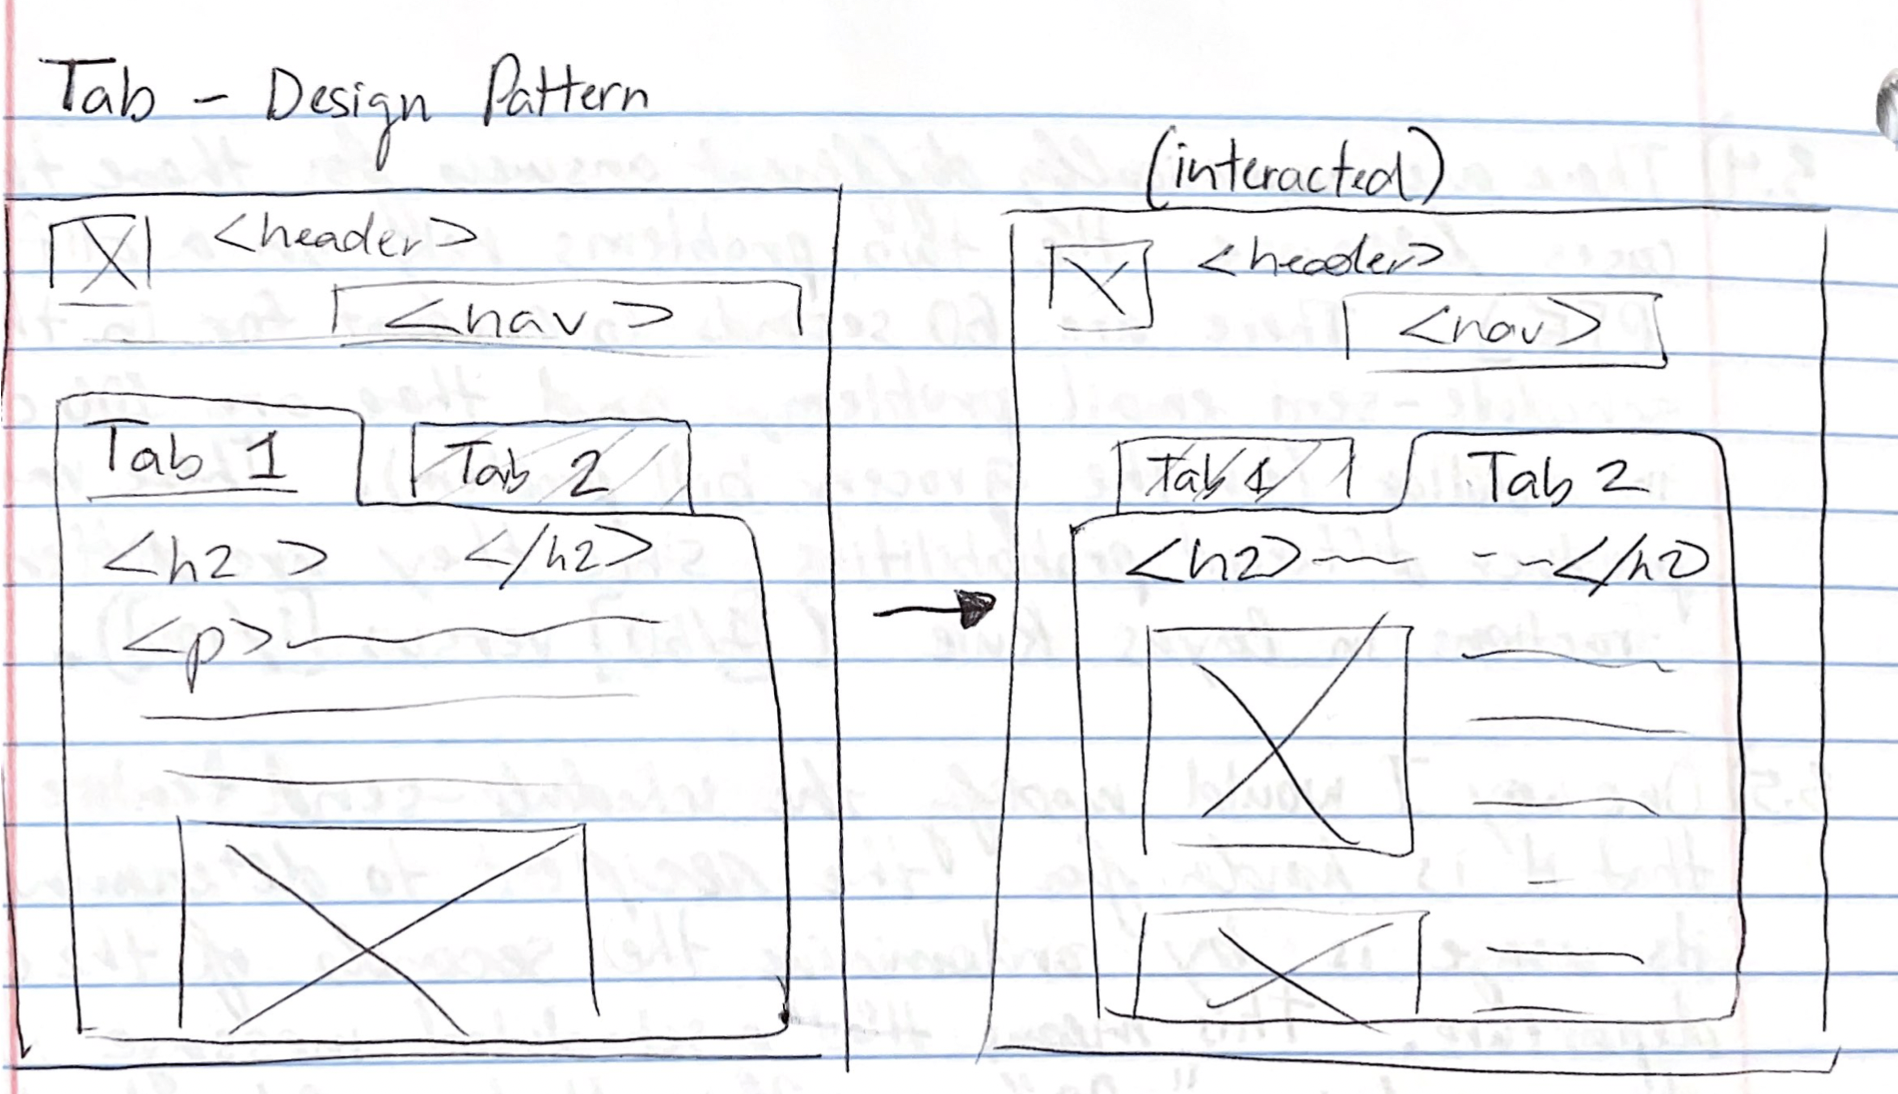 Tab - Design Pattern
(interacted)
<header>
<nav>
Tab 1 Tab 2
<h2> </h2>
<p>
<header>
<nav>
Tab 1 Tab 2
<h2> </h2>